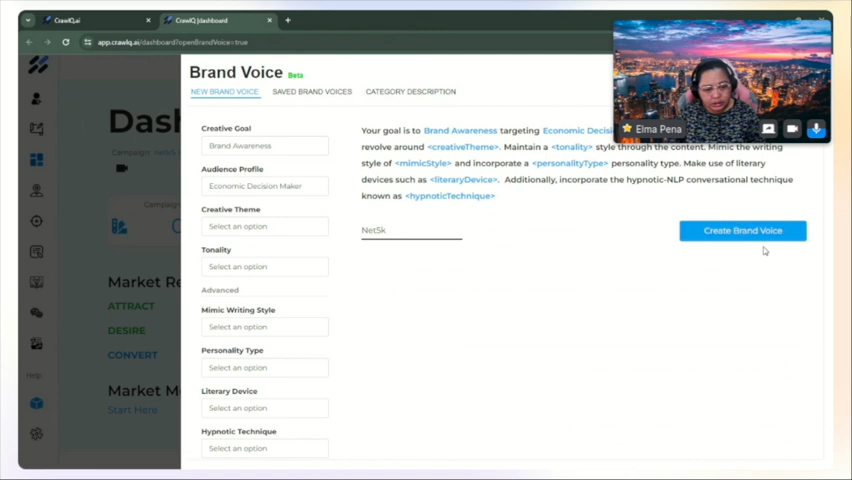 CrawlQ.ai
CrawlQ |dashboard
app.crawlq.ai/dashboard?openBrandVoice=true
Elma Pena
Brand Voice Beta
NEW BRAND VOICE
SAVED BRAND VOICES
CATEGORY DESCRIPTION
Creative Goal
Brand Awareness
Audience Profile
Economic Decision Maker
Creative Theme
Select an option
Tonality
Select an option
Advanced
Mimic Writing Style
Select an option
Personality Type
Select an option
Literary Device
Select an option
Hypnotic Technique
Select an option
Your goal is to Brand Awareness targeting Economic
revolve around <creativeTheme>. Maintain a <tonality> style through the content. Mimic the writing
style of <mimicStyle> and incorporate a <personalityType> personality type. Make use of literary
devices such as <literaryDevice>. Additionally, incorporate the hypnotic-NLP conversational technique
known as <hypnoticTechnique>
Net5k
Create Brand Voice
Market
ATTRACT
DESIRE
CONVERT
Market
Start Here
Help